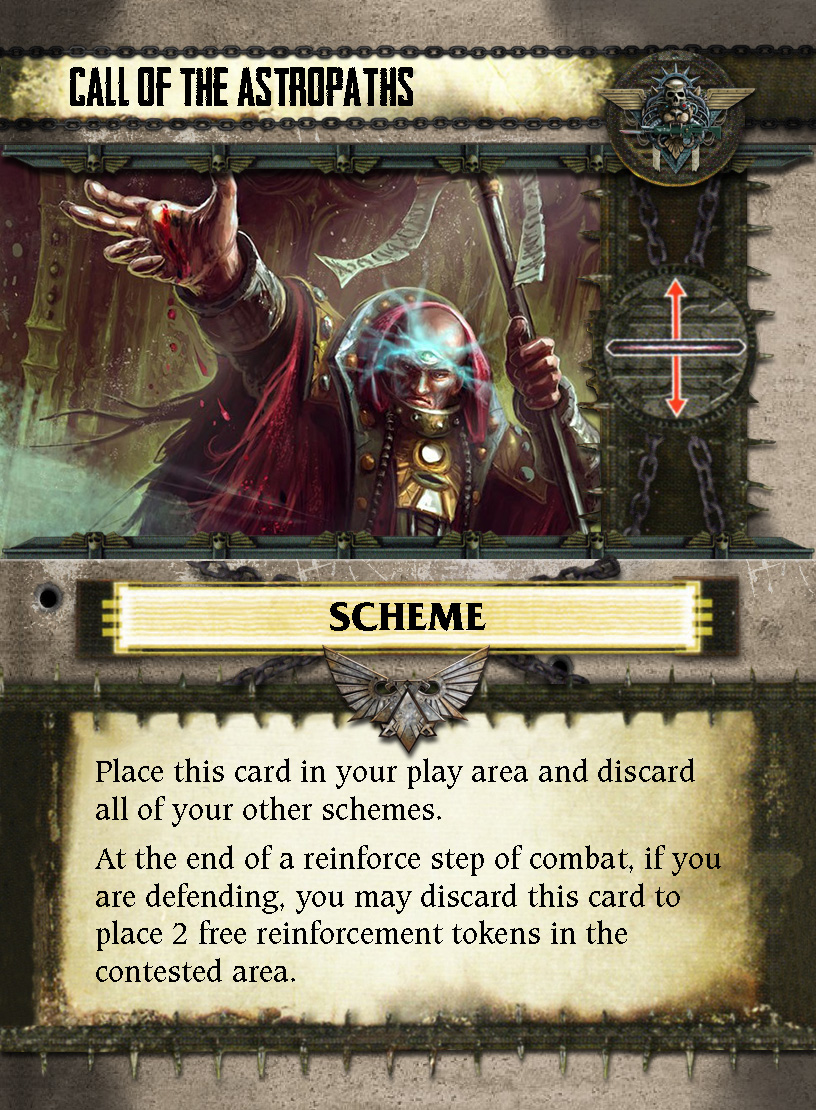 CALL OF THE ASTROPATHS
SCHEME
Place this card in your play area and discard
all of your other schemes.
At the end of a reinforce step of combat, if you
are defending, you may discard this card to
place 2 free reinforcement tokens in the
contested area.